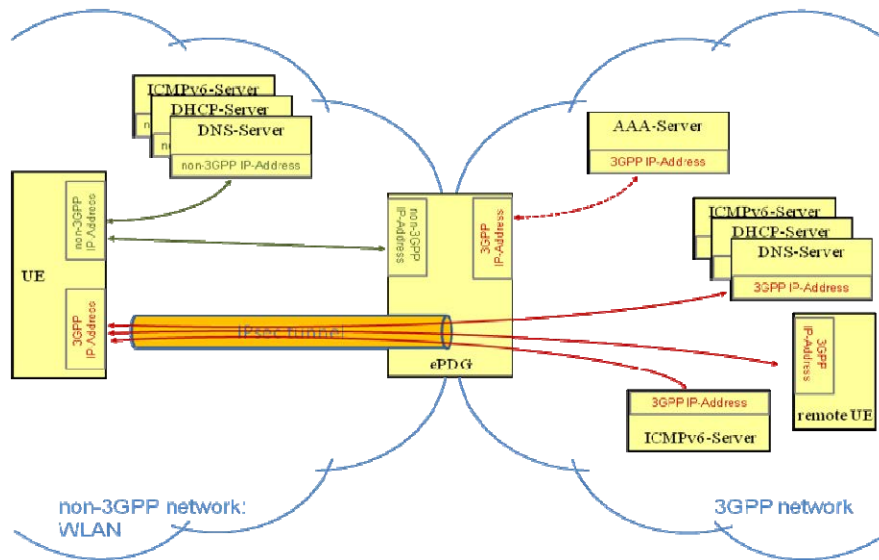 ICMPv6-Server
DHCP-Server
DNS-Server
non-3GPP IP-Address
UE
non-3GPP
IP-Address
3GPP
IP-Address
IPsec tunnel
non-3GPP
IP-Address
3GPP
IP-Address
ePDG
AAA-Server
3GPP IP-Address
ICMPv6-Server
DHCP-Server
DNS-Server
3GPP IP-Address
3GPP
IP-Address
remote UE
3GPP IP-Address
ICMPv6-Server
non-3GPP network:
WLAN
3GPP network